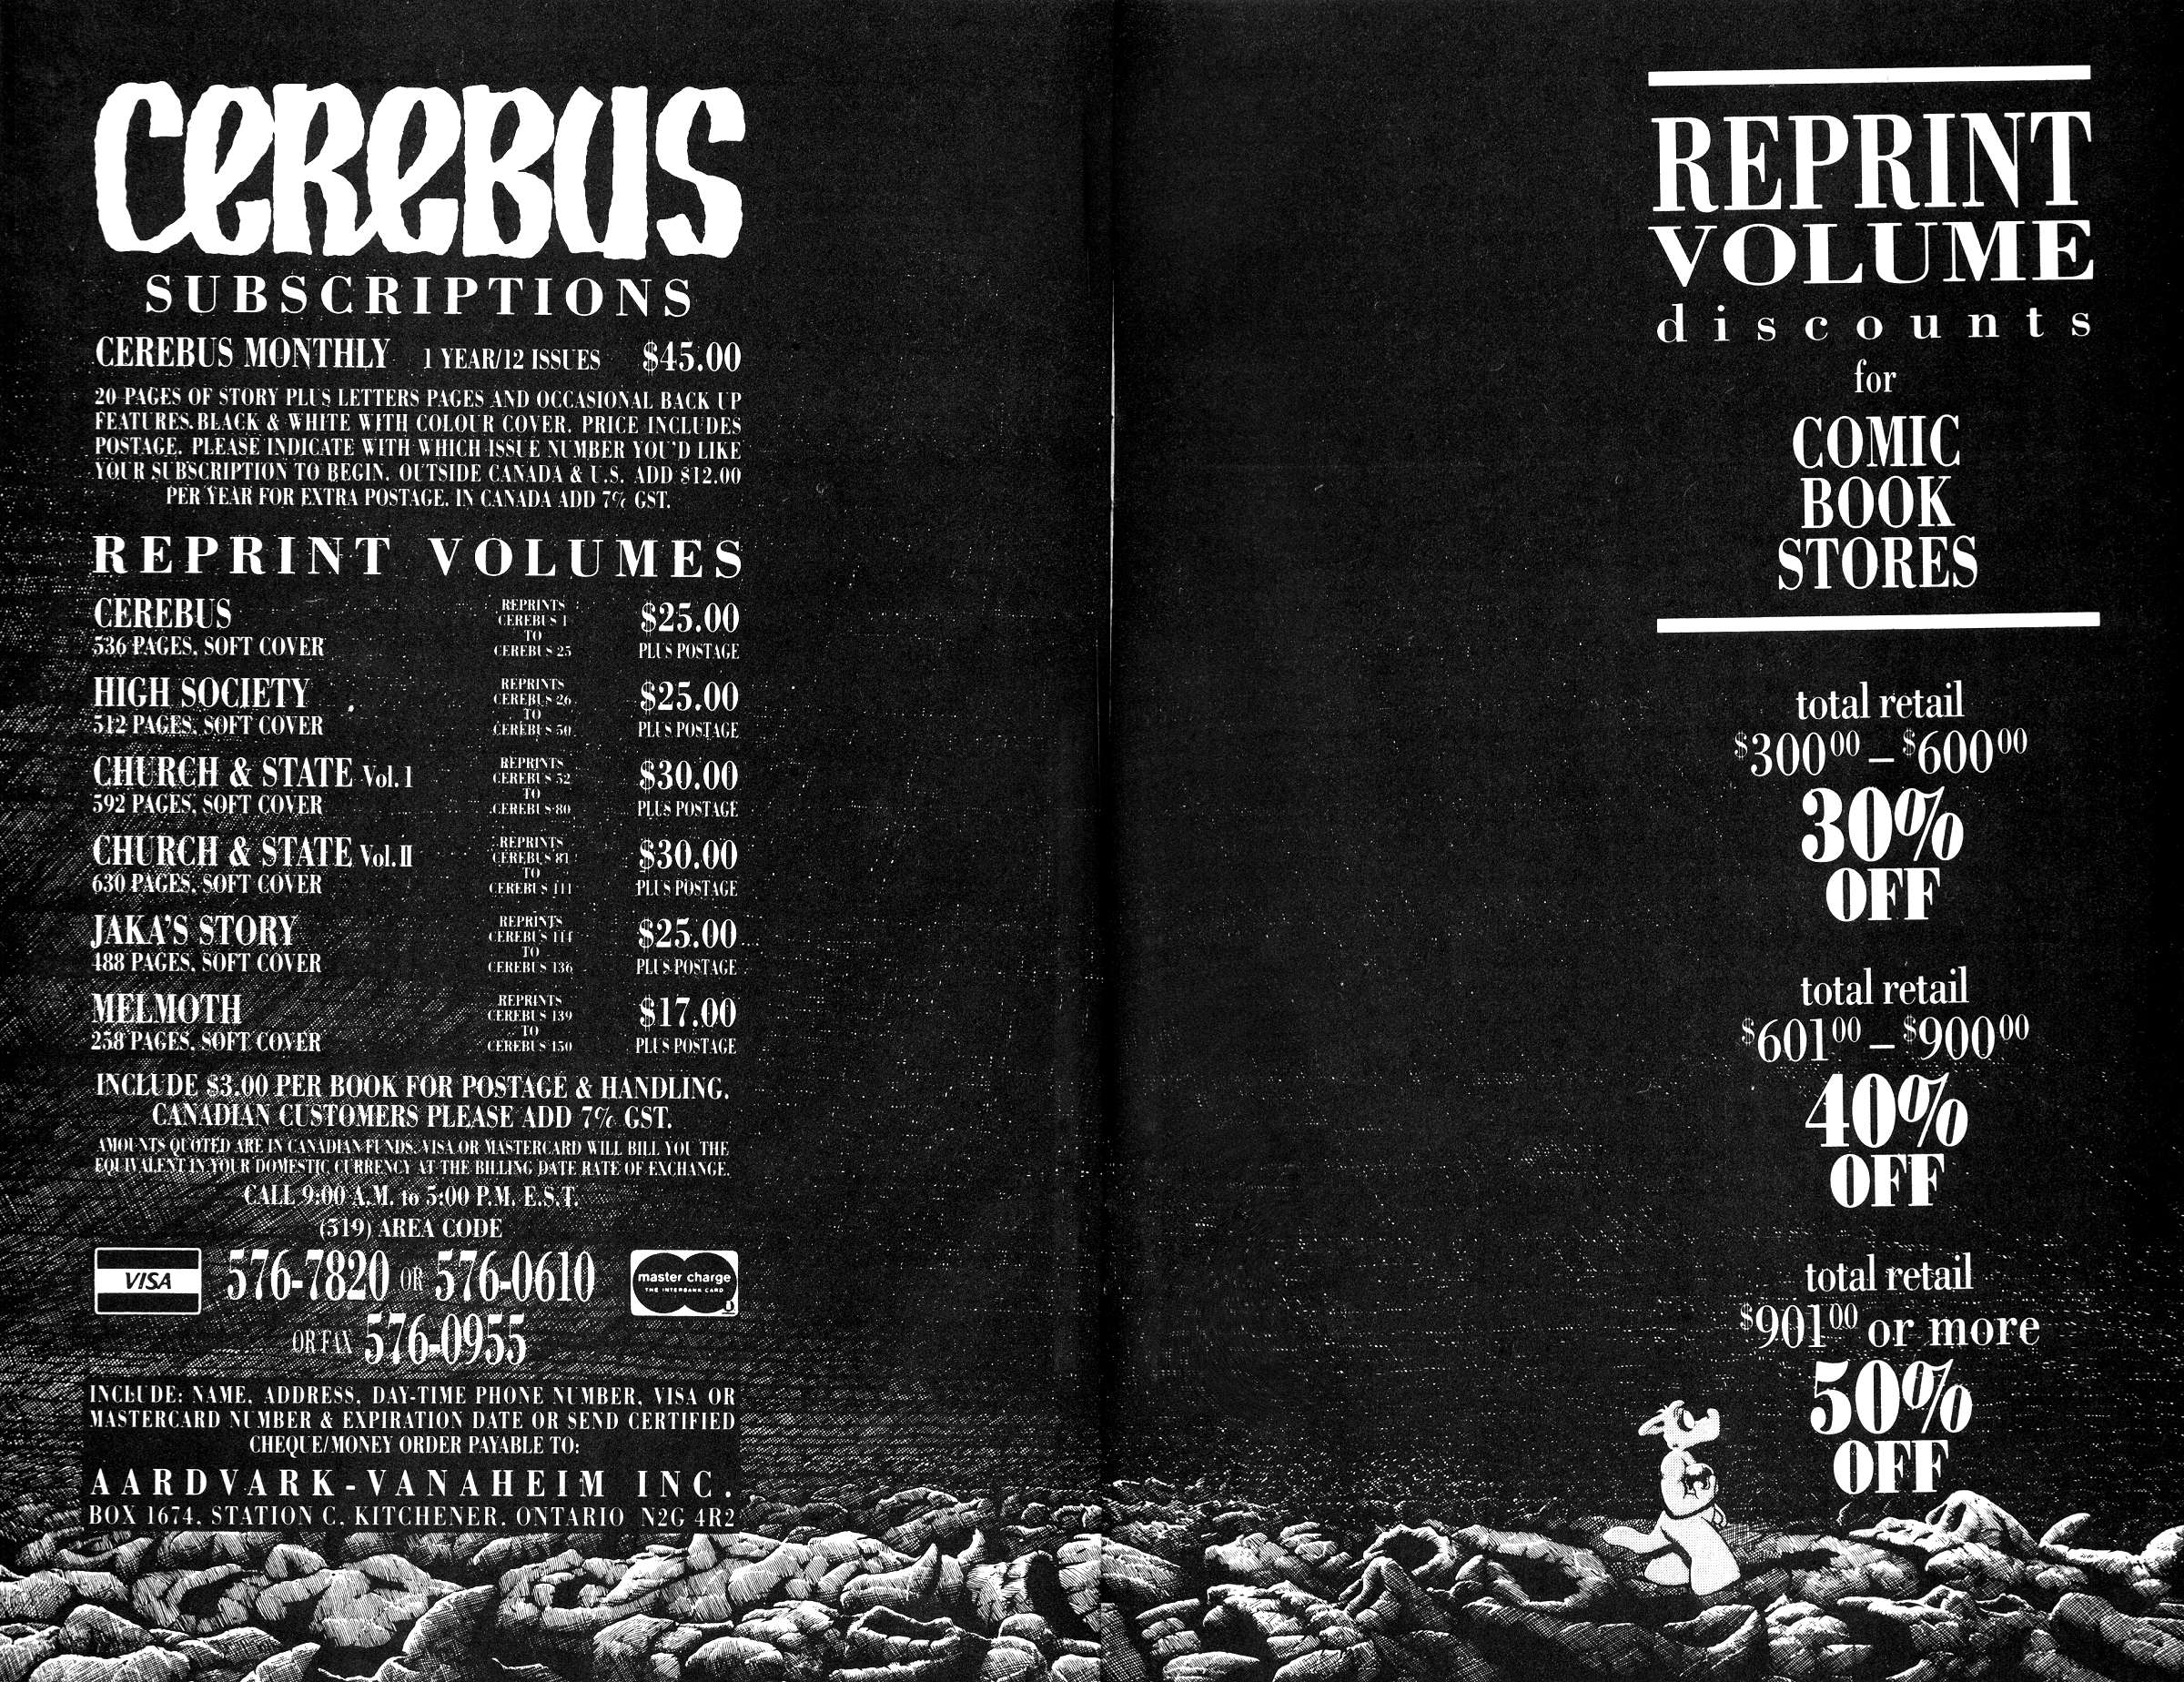 CEREBUS
SUBSCRIPTIONS
CEREBUS MONTHLY 1 YEAR/12 ISSUES $45.00
20 PAGES OF STORY PLUS LETTERS PAGES AND OCCASIONAL BACK UP
FEATURES. BLACK & WHITE WITH COLOUR COVER. PRICE INCLUDES
POSTAGE. PLEASE INDICATE WITH WHICH ISSUE NUMBER YOU'D LIKE
YOUR SUBSCRIPTION TO BEGIN. OUTSIDE CANADA & U.S. ADD $12.00
PER YEAR FOR EXTRA POSTAGE. IN CANADA ADD 7% GST.
REPRINT VOLUMES
CEREBUS
536 PAGES, SOFT COVER
REPRINTS
CEREBUS 1
TO
CEREBUS 25
$25.00
PLUS POSTAGE
HIGH SOCIETY
512 PAGES, SOFT COVER
REPRINTS
CEREBUS 26
TO
CEREBUS 50
$25.00
PLUS POSTAGE
CHURCH & STATE Vol. I
592 PAGES, SOFT COVER
REPRINTS
CEREBUS 52
TO
CEREBUS 80
$30.00
PLUS POSTAGE
CHURCH & STATE Vol. II
630 PAGES, SOFT COVER
REPRINTS
CEREBUS 81
TO
CEREBUS 111
$30.00
PLUS POSTAGE
JAKA'S STORY
488 PAGES, SOFT COVER
REPRINTS
CEREBUS 114
TO
CEREBUS 136
$25.00
PLUS POSTAGE
MELMOTH
258 PAGES, SOFT COVER
REPRINTS
CEREBUS 139
TO
CEREBUS 150
$17.00
PLUS POSTAGE
INCLUDE $3.00 PER BOOK FOR POSTAGE & HANDLING.
CANADIAN CUSTOMERS PLEASE ADD 7% GST.
AMOUNTS QUOTED ARE IN CANADIAN FUNDS. VISA OR MASTERCARD WILL BILL YOU THE
EQUIVALENT IN YOUR DOMESTIC CURRENCY AT THE BILLING DATE RATE OF EXCHANGE.
CALL 9:00 A.M. to 5:00 P.M. E.S.T.
(519) AREA CODE
VISA
576-7820 OR 576-0610
master charge
THE INTERBANK CARD
OR FAX 576-0955
INCLUDE: NAME, ADDRESS, DAY-TIME PHONE NUMBER, VISA OR
MASTERCARD NUMBER & EXPIRATION DATE OR SEND CERTIFIED
CHEQUE/MONEY ORDER PAYABLE TO:
AARDVARK-VANAHEIM INC.
BOX 1674, STATION C, KITCHENER, ONTARIO N2G 4R2
REPRINT
VOLUME
discounts
for
COMIC
BOOK
STORES
total retail
$300.00 – $600.00
30%
OFF
total retail
$601.00 – $900.00
40%
OFF
total retail
$901.00 or more
50%
OFF